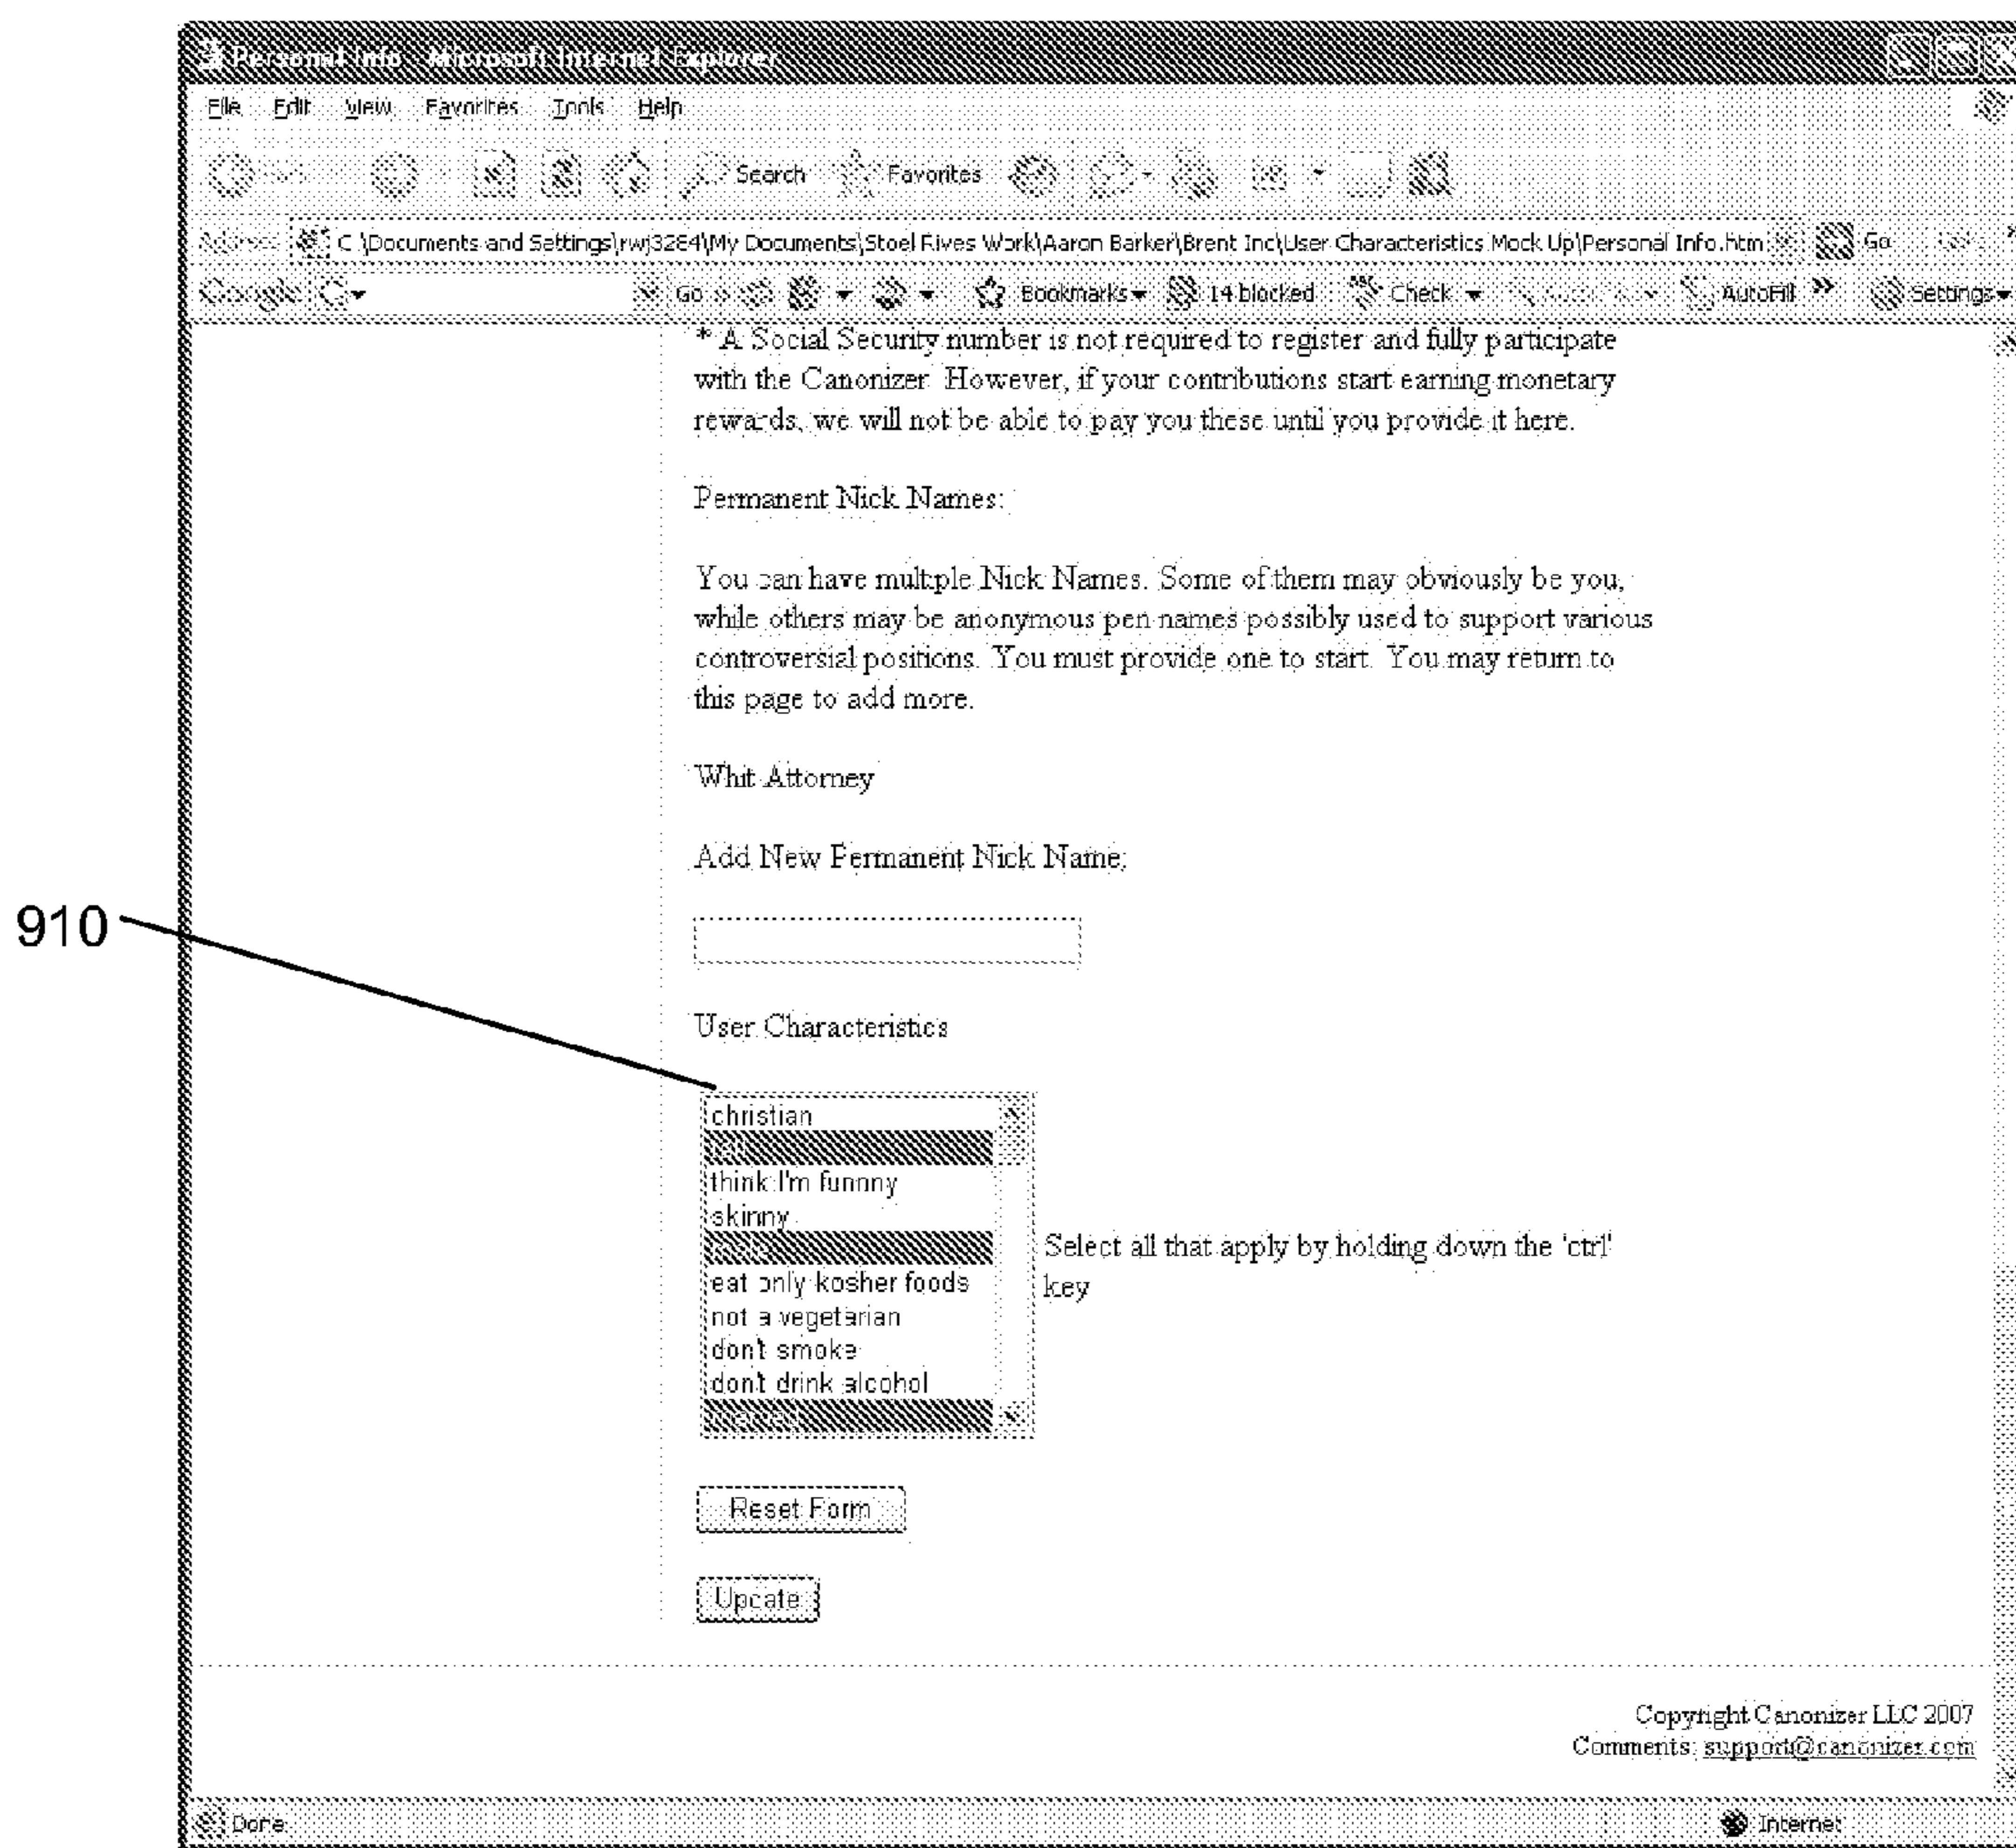 Personal Info - Microsoft Internet Explorer
File Edit View Favorites Tools Help
Search Favorites
Address C:\Documents and Settings\rwj3284\My Documents\Stoel Rives Work\Aaron Barker\Brent Inc\User Characteristics Mock Up\Personal Info.htm Go
Google Go Bookmarks 14 blocked Check AutoFill Settings
* A Social Security number is not required to register and fully participate
with the Canonizer. However, if your contributions start earning monetary
rewards, we will not be able to pay you these until you provide it here.
Permanent Nick Names:
You can have multiple Nick Names. Some of them may obviously be you,
while others may be anonymous pen names possibly used to support various
controversial positions. You must provide one to start. You may return to
this page to add more.
Whit Attorney
Add New Permanent Nick Name:
910
User Characteristics
christian
tall
think I'm funnny
skinny
male
eat only kosher foods
not a vegetarian
don't smoke
don't drink alcohol
married
Select all that apply by holding down the 'ctrl'
key
Reset Form
Update
Copyright Canonizer LLC 2007
Comments: support@canonizer.com
Done Internet